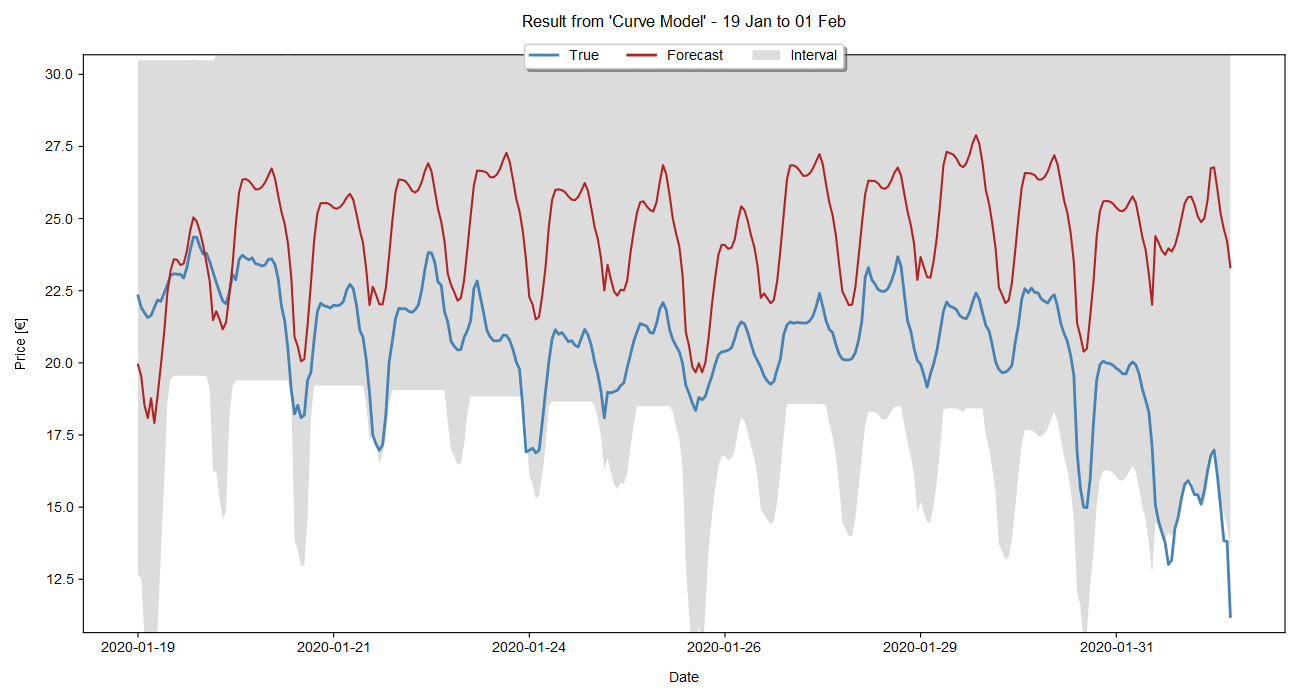 Result from 'Curve Model' - 19 Jan to 01 Feb
True Forecast Interval
30.0
27.5
25.0
22.5
20.0
17.5
15.0
12.5
Price [€]
2020-01-19 2020-01-21 2020-01-24 2020-01-26 2020-01-29 2020-01-31
Date